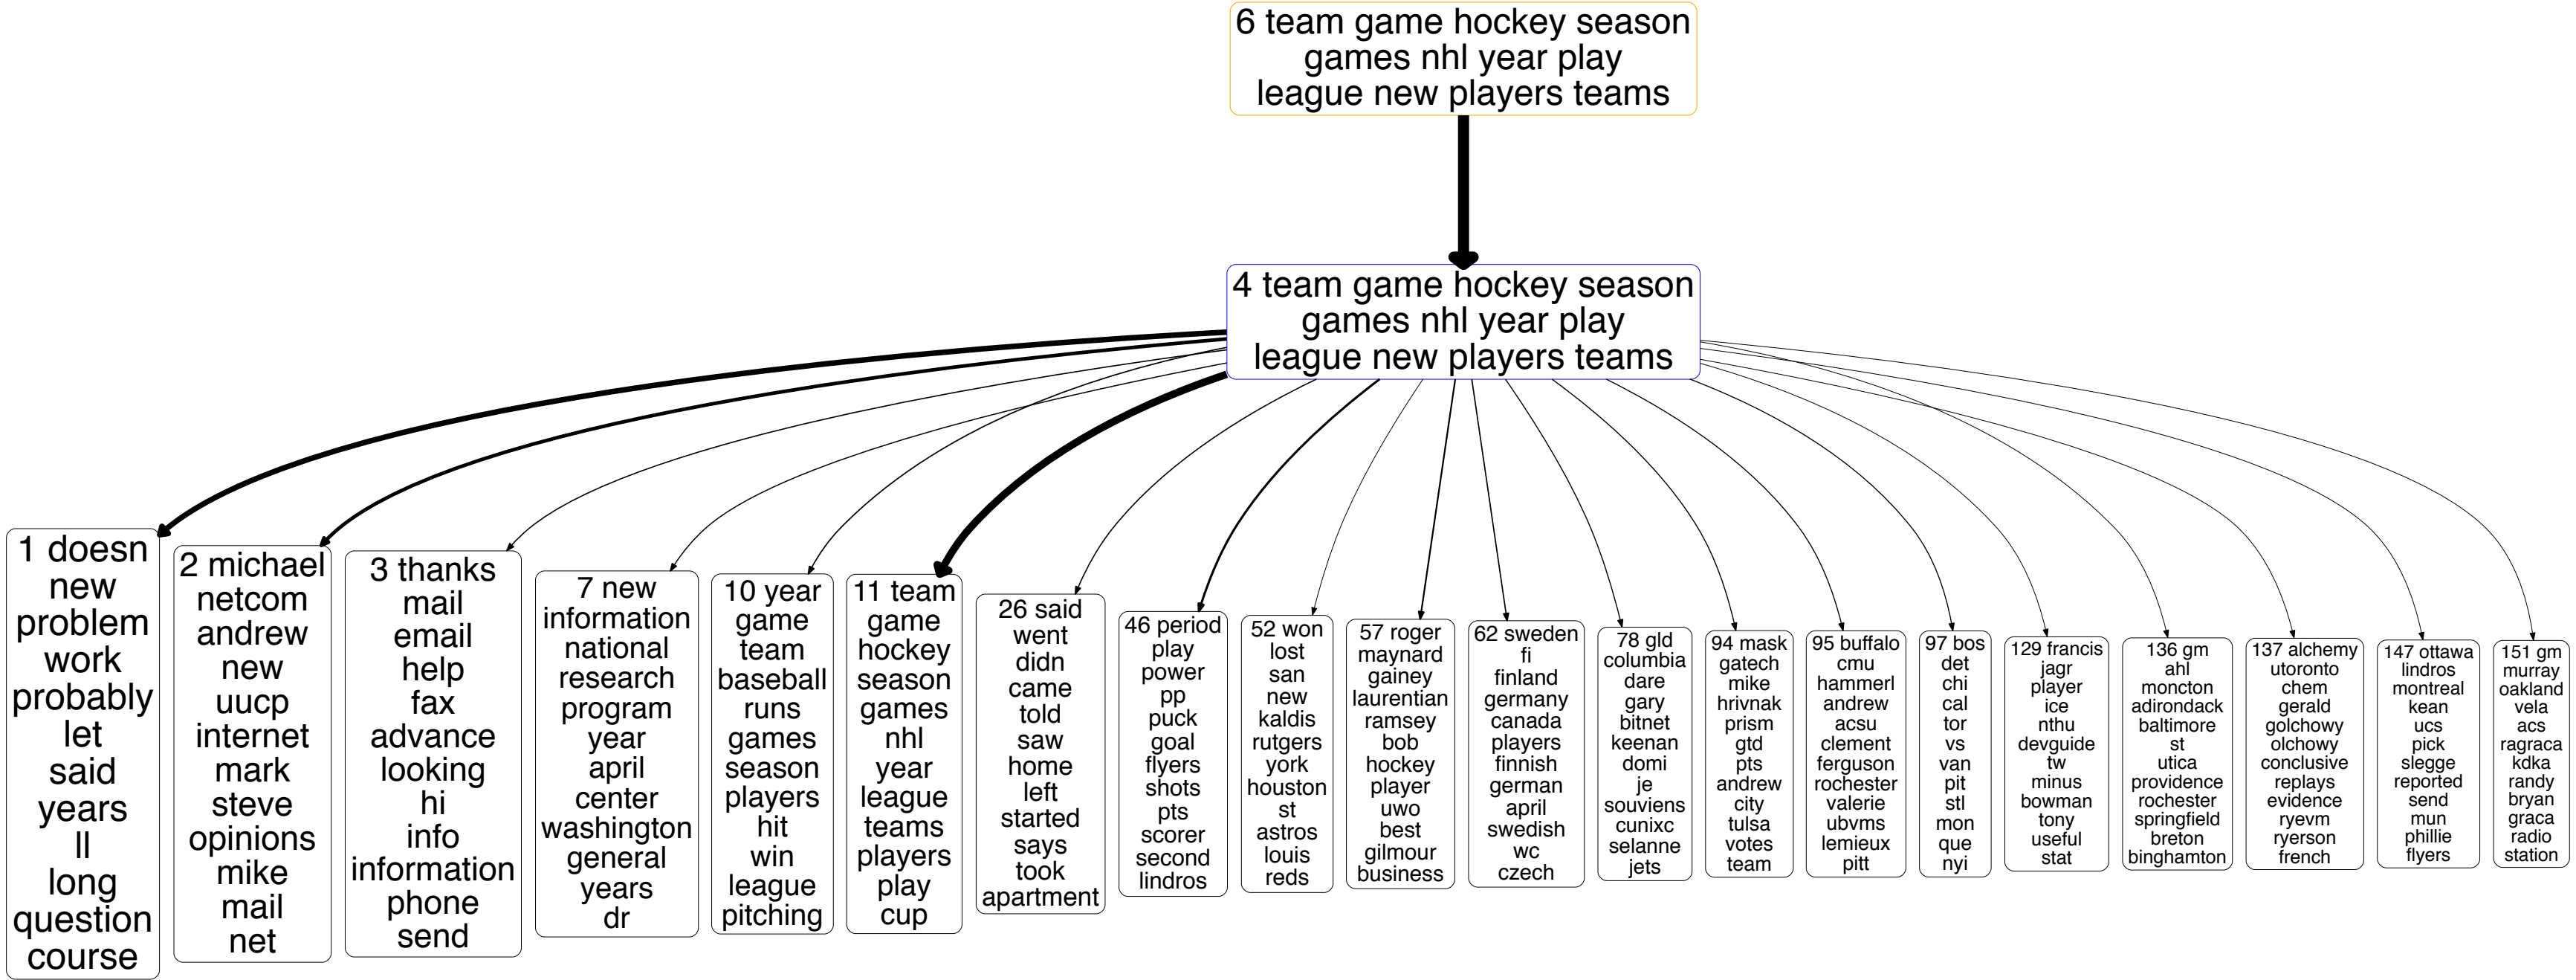 6 team game hockey season
games nhl year play
league new players teams
4 team game hockey season
games nhl year play
league new players teams
1 doesn
new
problem
work
probably
let
said
years
ll
long
question
course
2 michael
netcom
andrew
new
uucp
internet
mark
steve
opinions
mike
mail
net
3 thanks
mail
email
help
fax
advance
looking
hi
info
information
phone
send
7 new
information
national
research
program
year
april
center
washington
general
years
dr
10 year
game
team
baseball
runs
games
season
players
hit
win
league
pitching
11 team
game
hockey
season
games
nhl
year
league
teams
players
play
cup
26 said
went
didn
came
told
saw
home
left
started
says
took
apartment
46 period
play
power
pp
puck
goal
flyers
shots
pts
scorer
second
lindros
52 won
lost
san
new
kaldis
rutgers
york
houston
st
astros
louis
reds
57 roger
maynard
gainey
laurentian
ramsey
bob
hockey
player
uwo
best
gilmour
business
62 sweden
fi
finland
germany
canada
players
finnish
german
april
swedish
wc
czech
78 gld
columbia
dare
gary
bitnet
keenan
domi
je
souviens
cunixc
selanne
jets
94 mask
gatech
mike
hrivnak
prism
gtd
pts
andrew
city
tulsa
votes
team
95 buffalo
cmu
hammerl
andrew
acsu
clement
ferguson
rochester
valerie
ubvms
lemieux
pitt
97 bos
det
chi
cal
tor
vs
van
pit
stl
mon
que
nyi
129 francis
jagr
player
ice
nthu
devguide
tw
minus
bowman
tony
useful
stat
136 gm
ahl
moncton
adirondack
baltimore
st
utica
providence
rochester
springfield
breton
binghamton
137 alchemy
utoronto
chem
gerald
golchowy
olchowy
conclusive
replays
evidence
ryevm
ryerson
french
147 ottawa
lindros
montreal
kean
ucs
pick
slegge
reported
send
mun
phillie
flyers
151 gm
murray
oakland
vela
acs
ragraca
kdka
randy
bryan
graca
radio
station